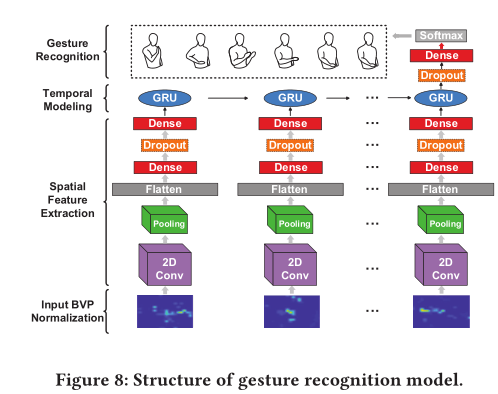 Gesture
Recognition
Softmax
Dense
Dropout
Temporal
Modeling
GRU
GRU
...
GRU
Dense
Dense
...
Dense
Dropout
Dropout
...
Dropout
Dense
Dense
...
Dense
Spatial
Feature
Extraction
Flatten
Flatten
...
Flatten
Pooling
Pooling
...
Pooling
2D
Conv
2D
Conv
...
2D
Conv
Input BVP
Normalization
...
Figure 8: Structure of gesture recognition model.